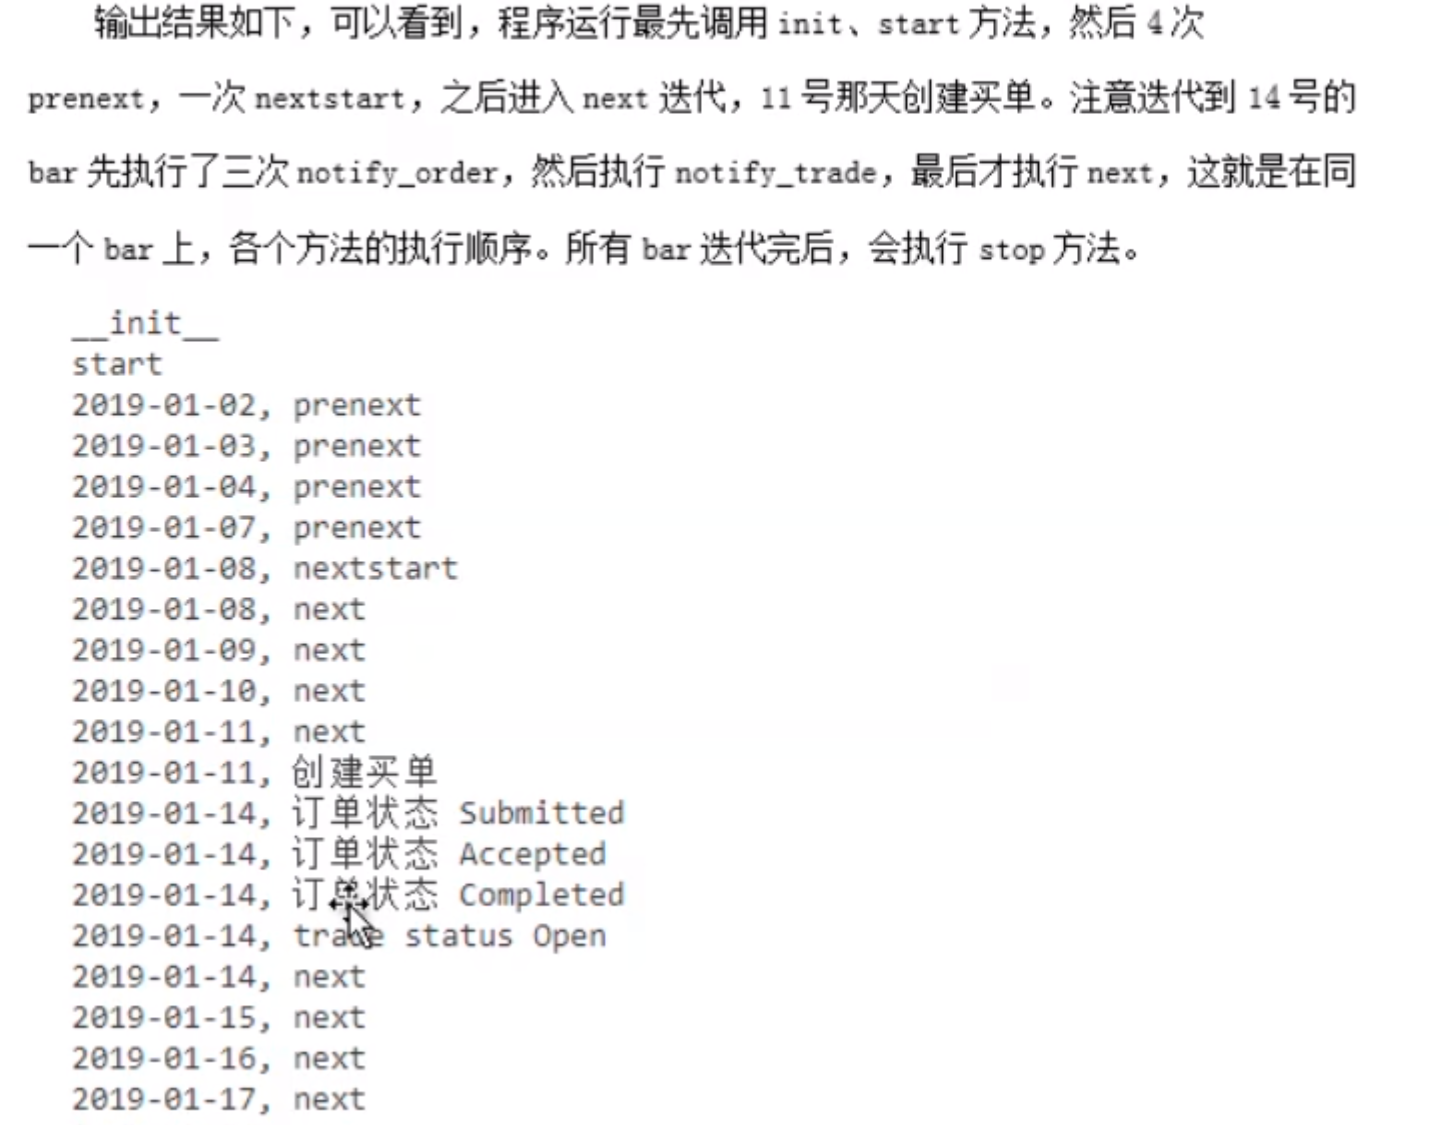 输出结果如下，可以看到，程序运行最先调用 init、start 方法，然后 4 次
prenext，一次 nextstart，之后进入 next 迭代，11 号那天创建买单。注意迭代到 14 号的
bar 先执行了三次 notify_order，然后执行 notify_trade，最后才执行 next，这就是在同
一个 bar 上，各个方法的执行顺序。所有 bar 迭代完后，会执行 stop 方法。
__init__
start
2019-01-02, prenext
2019-01-03, prenext
2019-01-04, prenext
2019-01-07, prenext
2019-01-08, nextstart
2019-01-08, next
2019-01-09, next
2019-01-10, next
2019-01-11, next
2019-01-11, 创建买单
2019-01-14, 订单状态 Submitted
2019-01-14, 订单状态 Accepted
2019-01-14, 订单状态 Completed
2019-01-14, trade status Open
2019-01-14, next
2019-01-15, next
2019-01-16, next
2019-01-17, next